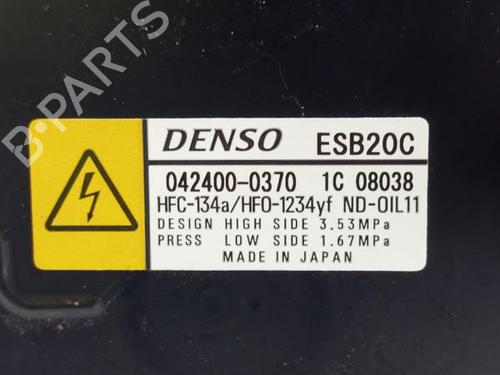 DENSO ESB20C
042400-0370 1C 08038
HFC-134a/HFO-1234yf ND-OIL11
DESIGN HIGH SIDE 3.53MPa
PRESS LOW SIDE 1.67MPa
MADE IN JAPAN
B-PARTS